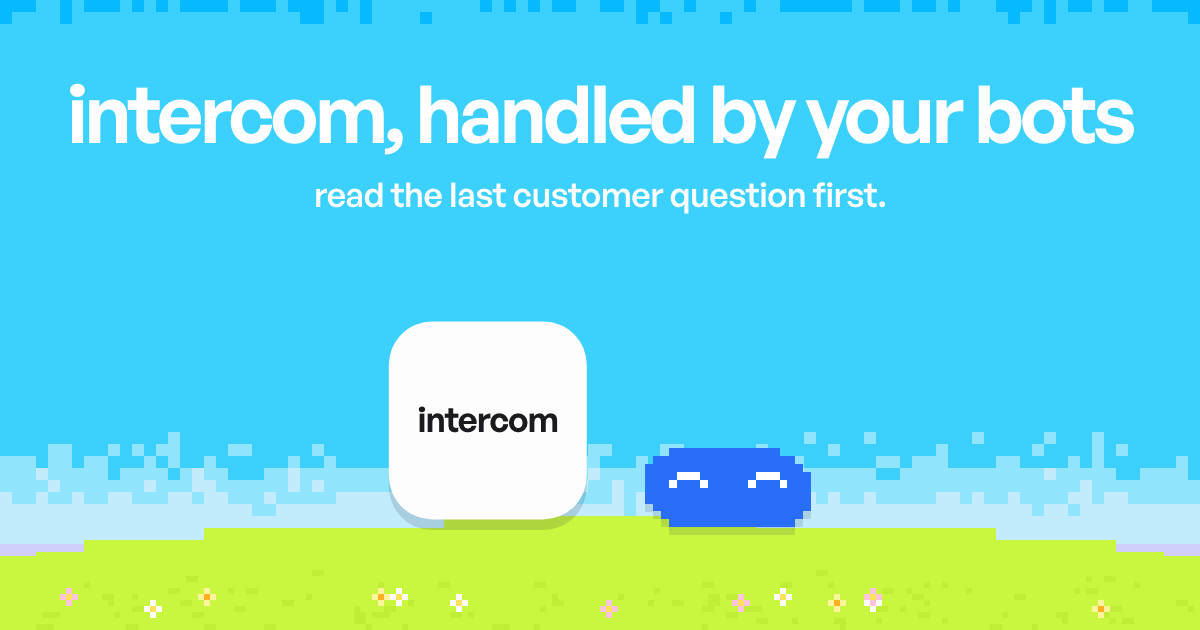 intercom, handled by your bots
read the last customer question first.
intercom